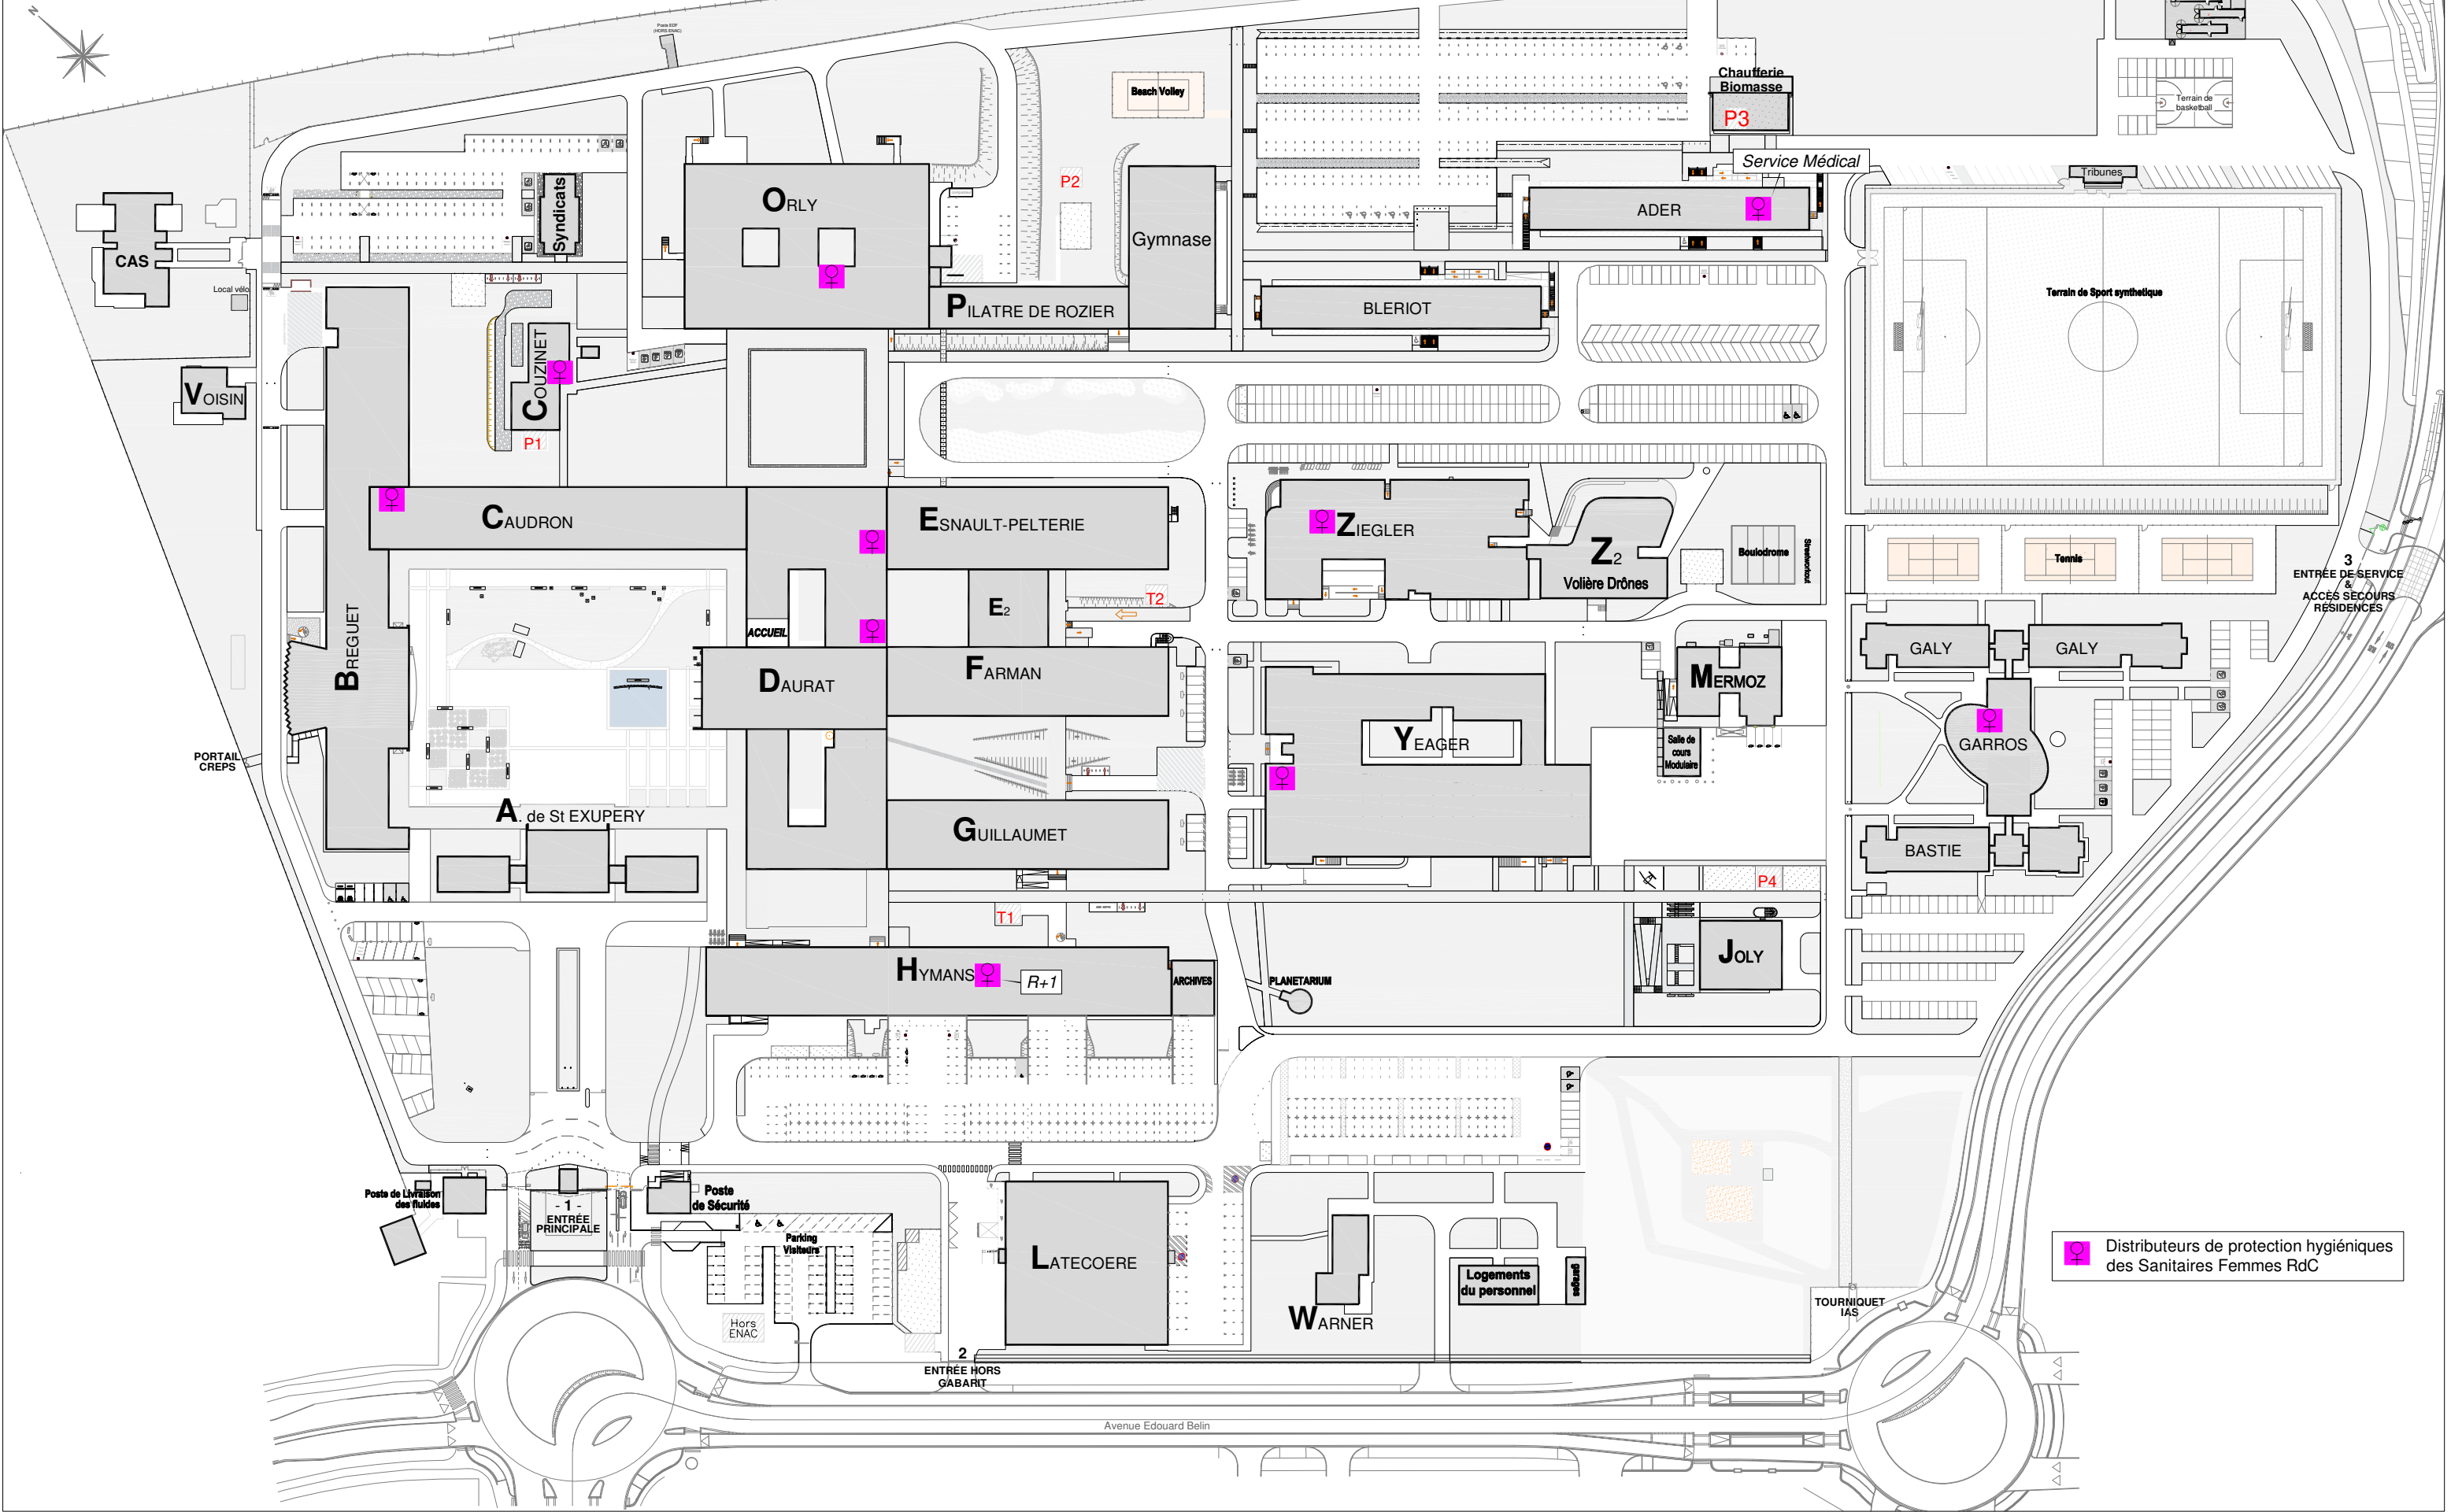 N
Poste EDF
(HORS ENAC)
Beach Volley
Chaufferie
Biomasse
P3
Terrain de
basketball
Service Médical
Tribunes
ORLY
P2
Syndicats
ADER
Gymnase
CAS
Local vélo
PILATRE DE ROZIER
BLERIOT
Terrain de Sport synthetique
COUZINET
VOISIN
P1
CAUDRON
ESNAULT-PELTERIE
ZIEGLER
Z2
Volière Drônes
Boulodrome
Streetworkout
Tennis
3
ENTRÉE DE SERVICE
&
ACCÈS SECOURS
RÉSIDENCES
T2
E2
ACCUEIL
BREGUET
DAURAT
FARMAN
MERMOZ
GALY
GALY
YEAGER
Salle de
cours
Modulaire
GARROS
PORTAIL
CREPS
A. de St EXUPERY
GUILLAUMET
BASTIE
P4
T1
HYMANS
R+1
ARCHIVES
PLANETARIUM
JOLY
Poste de Livraison
des fluides
- 1 -
ENTRÉE
PRINCIPALE
Poste
de Sécurité
Parking
Visiteurs
LATECOERE
Logements
du personnel
garages
WARNER
Hors
ENAC
Distributeurs de protection hygiéniques
des Sanitaires Femmes RdC
TOURNIQUET
IAS
2
ENTRÉE HORS
GABARIT
Avenue Edouard Belin